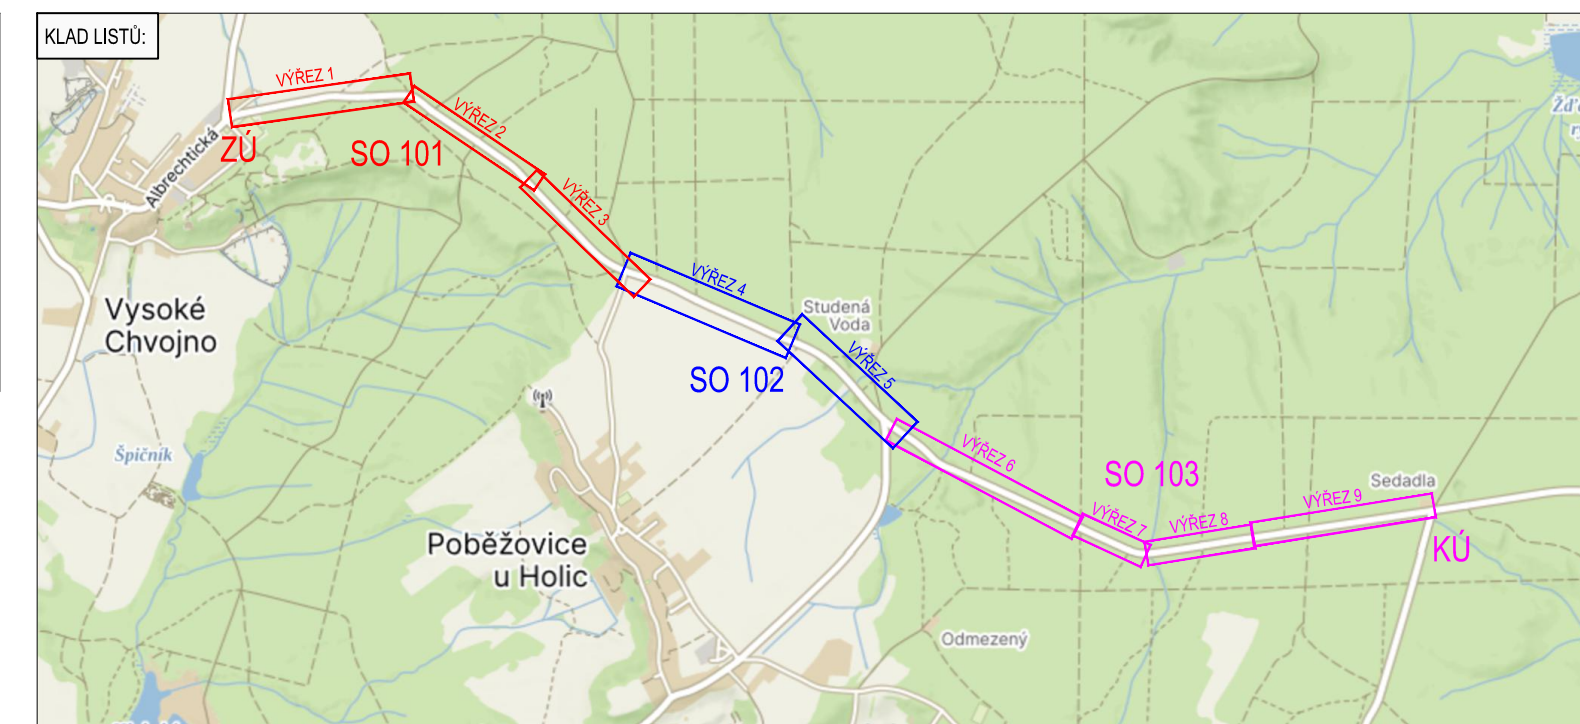 KLAD LISTŮ:
VÝŘEZ 1
ZÚ
Albrechtická
SO 101
VÝŘEZ 2
VÝŘEZ 3
VÝŘEZ 4
Studená
Voda
VÝŘEZ 5
SO 102
Vysoké
Chvojno
Špičník
Poběžovice
u Holic
VÝŘEZ 6
SO 103
VÝŘEZ 7
VÝŘEZ 8
VÝŘEZ 9
Sedadla
KÚ
Odmezený